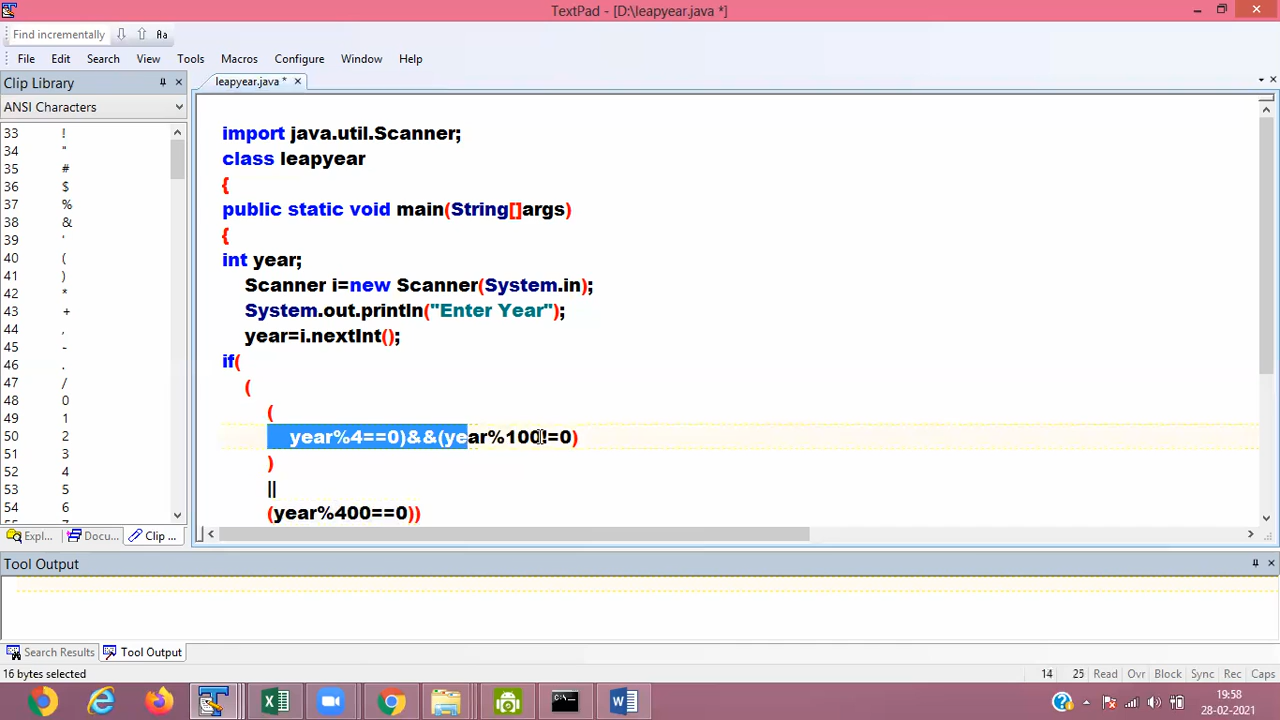 TextPad - [D:\leapyear.java *]
Find incrementally
Aa
File Edit Search View Tools Macros Configure Window Help
Clip Library
leapyear.java *
ANSI Characters
33 !
34 "
35 #
36 $
37 %
38 &
39 '
40 (
41 )
42 *
43 +
44 ,
45 -
46 .
47 /
48 0
49 1
50 2
51 3
52 4
53 5
54 6
import java.util.Scanner;
class leapyear
{
public static void main(String[]args)
{
int year;
Scanner i=new Scanner(System.in);
System.out.println("Enter Year");
year=i.nextInt();
if(
(
(
year%4==0)&&(year%100!=0)
)
||
(year%400==0))
Expl... Docu... Clip ...
Tool Output
Search Results Tool Output
16 bytes selected
14 25 Read Ovr Block Sync Rec Caps
19:58
28-02-2021